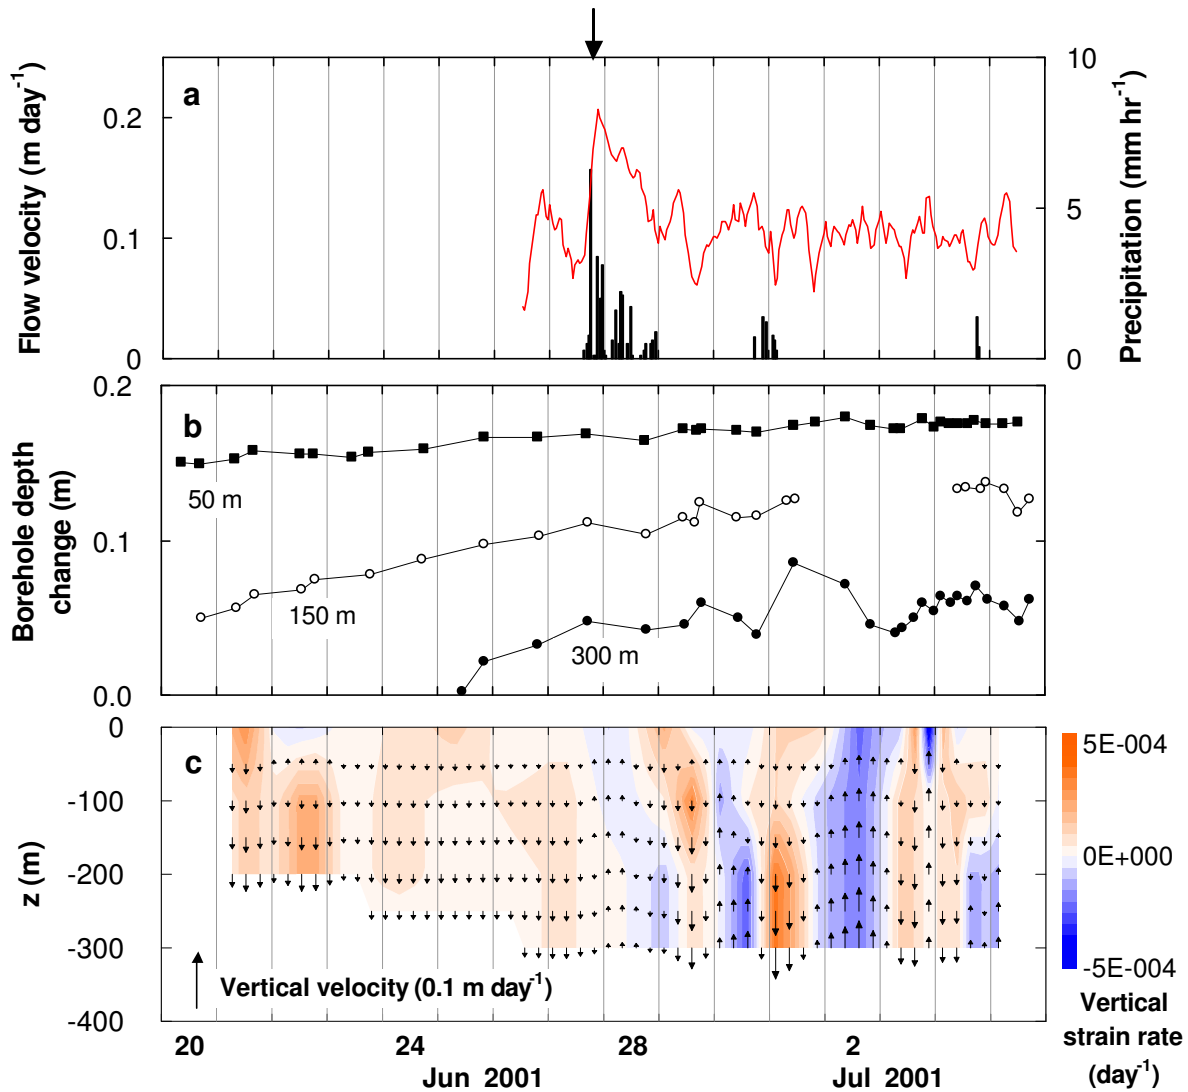 a
Flow velocity (m day⁻¹)
0.2
0.1
0
10
5
0
Precipitation (mm hr⁻¹)
b
Borehole depth
change (m)
0.2
0.1
0.0
50 m
150 m
300 m
c
z (m)
0
-100
-200
-300
-400
Vertical velocity (0.1 m day⁻¹)
5E-004
0E+000
-5E-004
Vertical
strain rate
(day⁻¹)
20 24 28 2
Jun 2001 Jul 2001